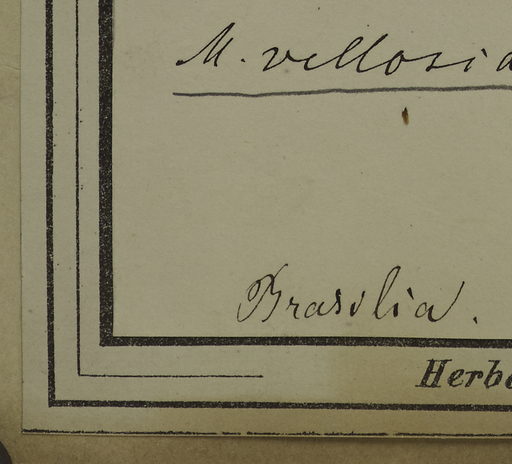 M. vellosia
Brasilia.
Herb